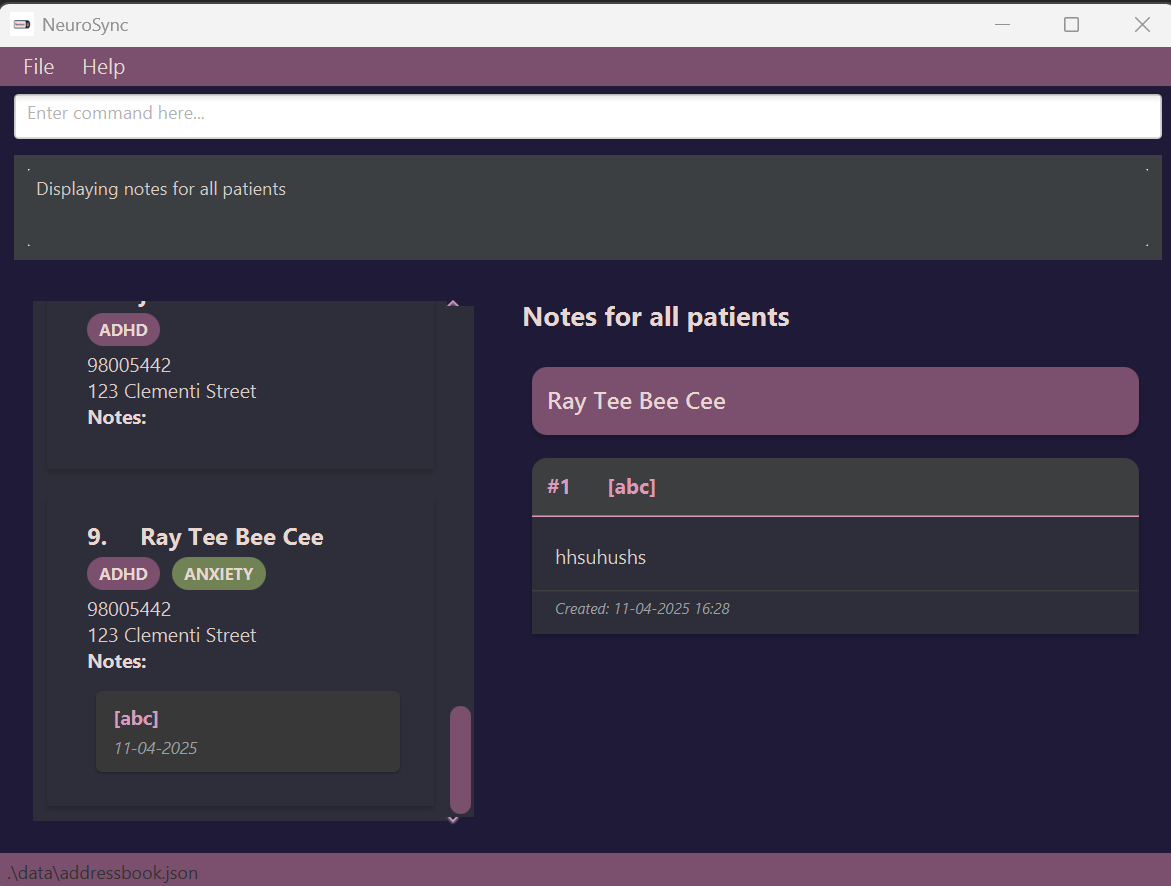 NeuroSync
File Help
Enter command here...
Displaying notes for all patients
ADHD
98005442
123 Clementi Street
Notes:
9. Ray Tee Bee Cee
ADHD ANXIETY
98005442
123 Clementi Street
Notes:
[abc]
11-04-2025
Notes for all patients
Ray Tee Bee Cee
#1 [abc]
hhsuhushs
Created: 11-04-2025 16:28
.\data\addressbook.json